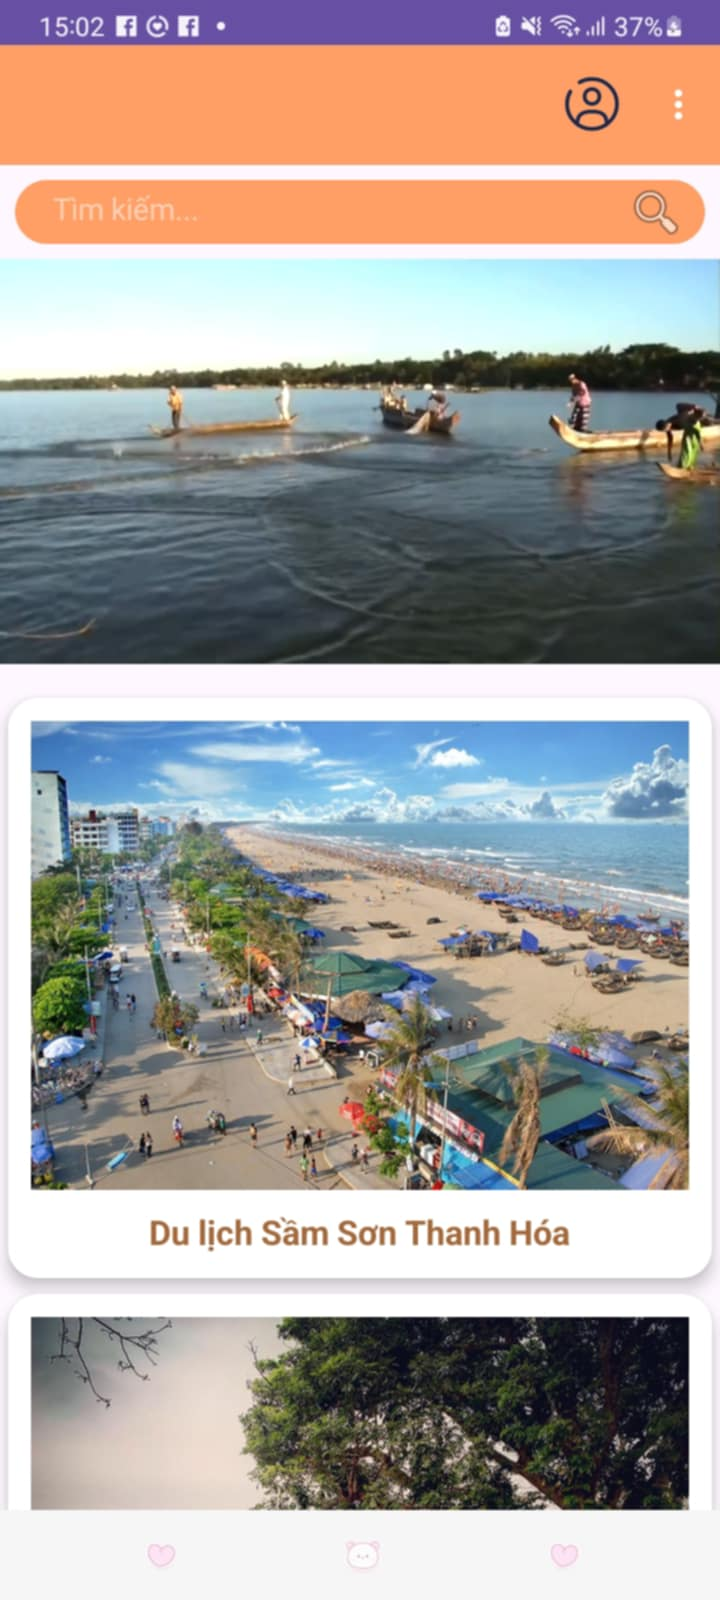 15:02
37%
Tìm kiếm...
Du lịch Sầm Sơn Thanh Hóa